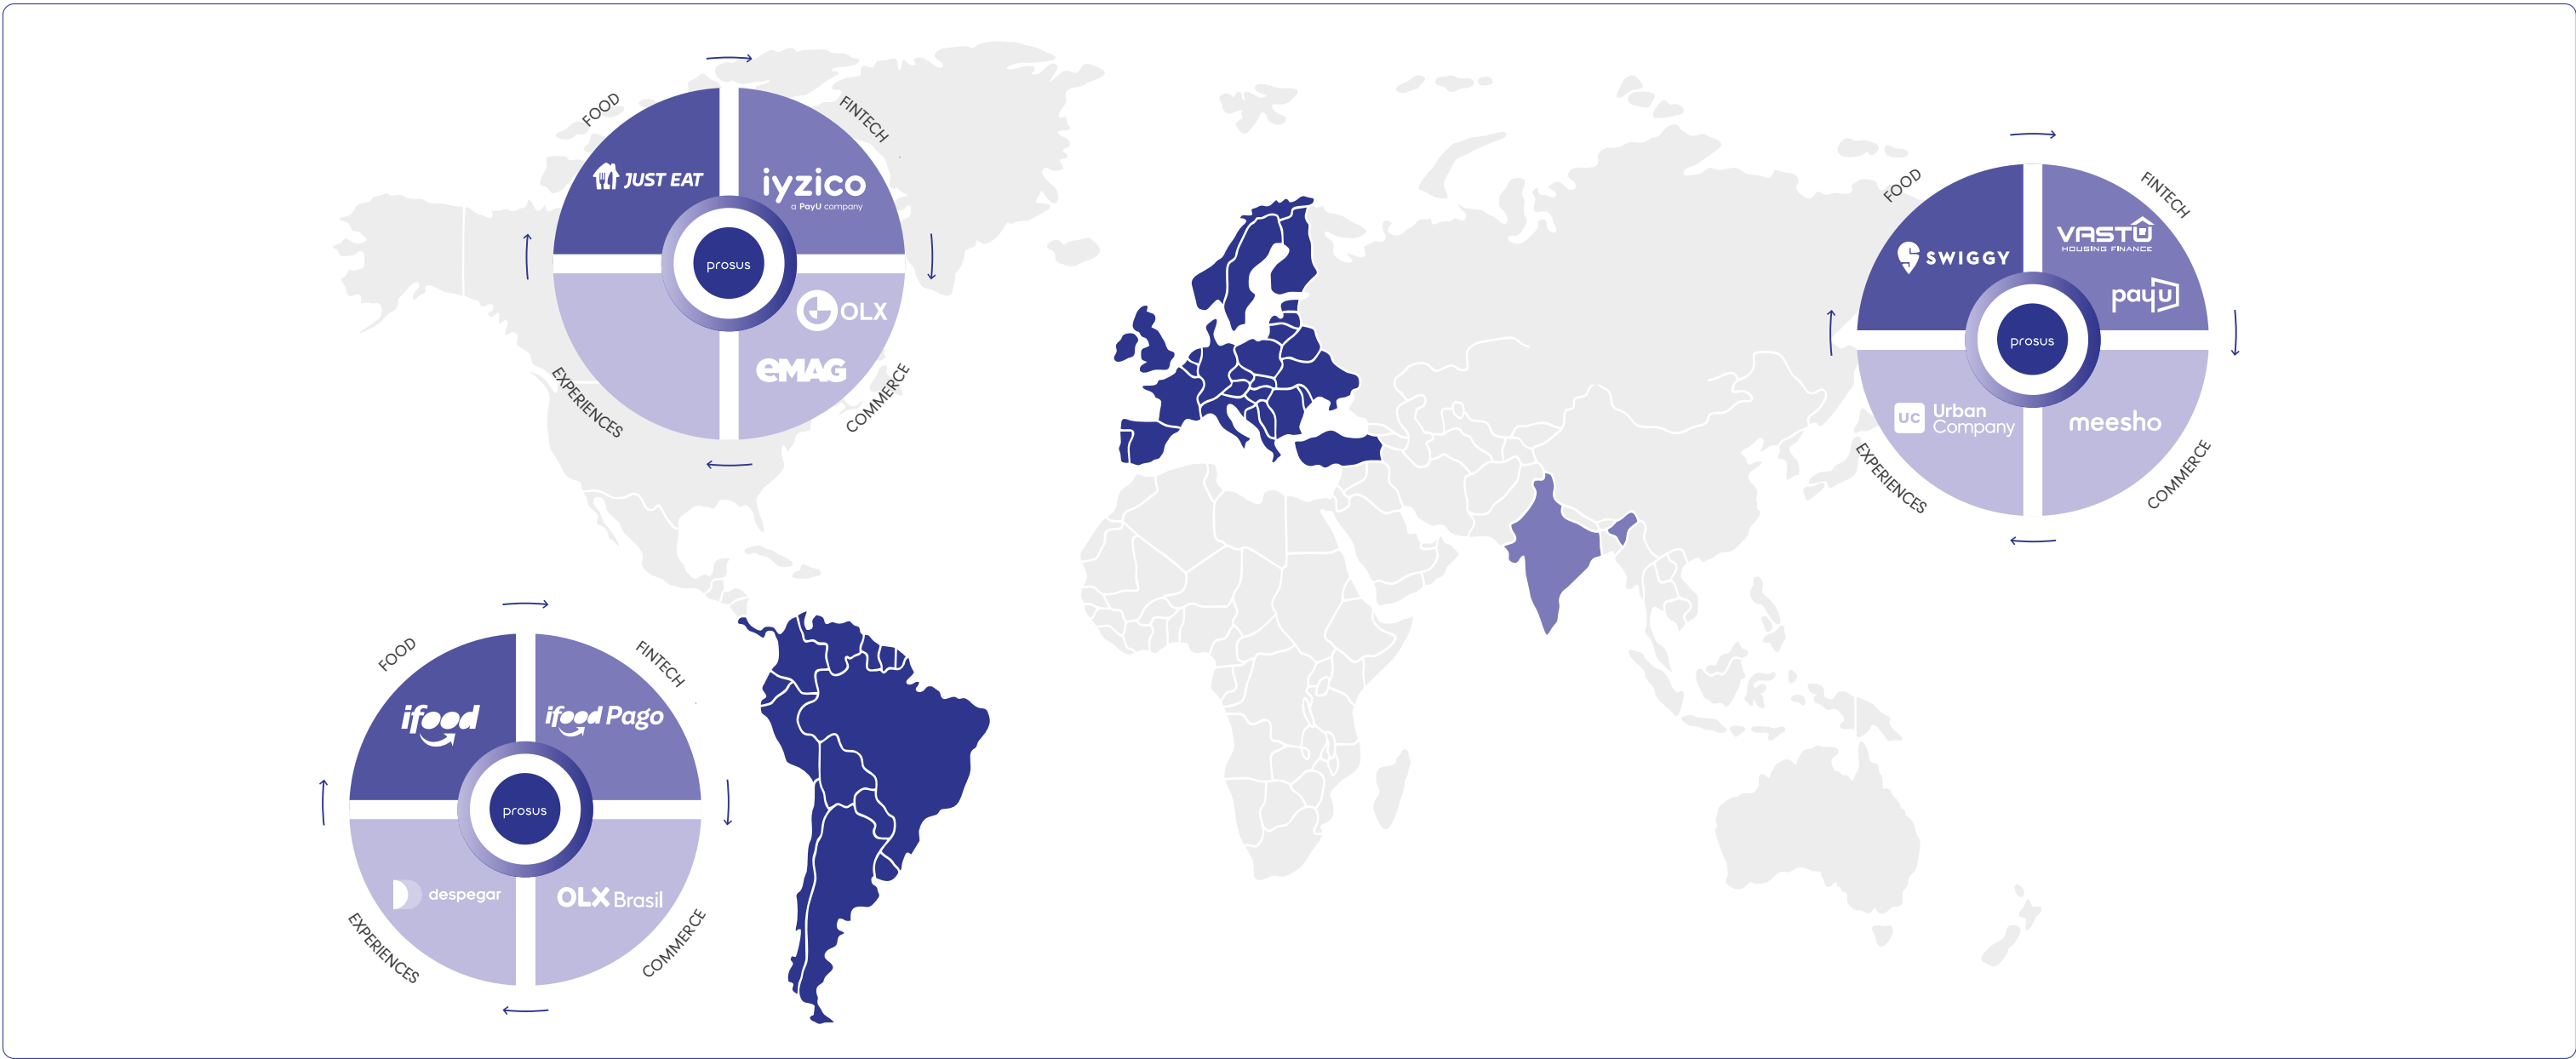 FOOD
FINTECH
JUST EAT
iyzico
a PayU company
prosus
OLX
eMAG
EXPERIENCES
COMMERCE
FOOD
FINTECH
SWIGGY
VASTU
HOUSING FINANCE
payu
prosus
UC Urban
Company
meesho
EXPERIENCES
COMMERCE
FOOD
FINTECH
ifood
ifood Pago
prosus
despegar
OLX Brasil
EXPERIENCES
COMMERCE